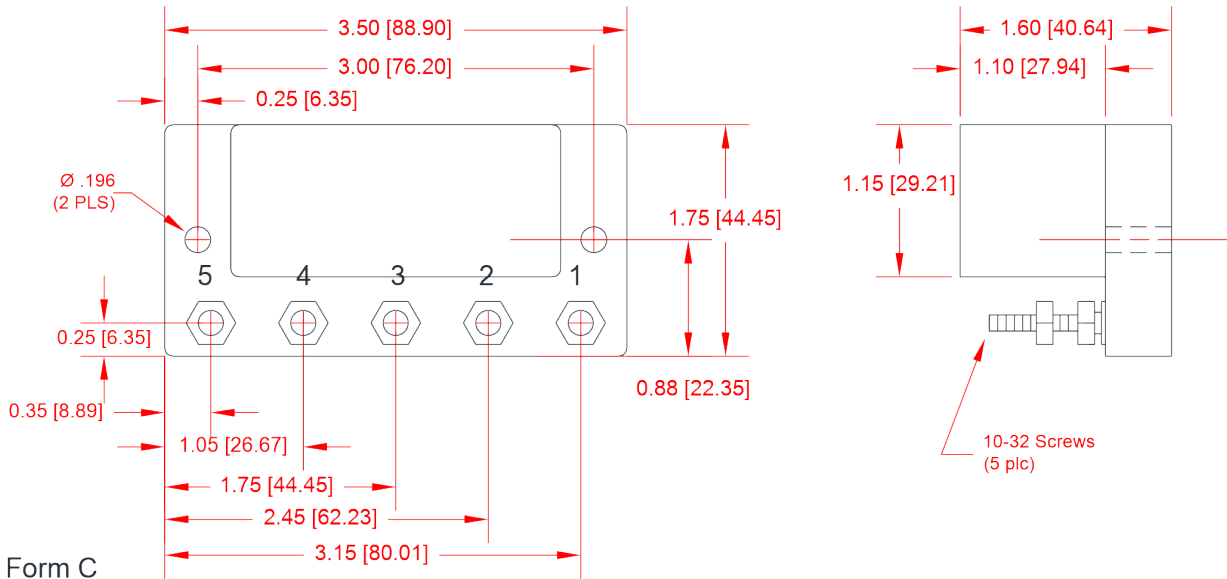 3.50 [88.90]
1.60 [40.64]
3.00 [76.20]
1.10 [27.94]
0.25 [6.35]
Ø .196
(2 PLS)
1.15 [29.21]
1.75 [44.45]
5 4 3 2 1
0.25 [6.35]
0.88 [22.35]
0.35 [8.89]
1.05 [26.67]
10-32 Screws
(5 plc)
1.75 [44.45]
2.45 [62.23]
3.15 [80.01]
Form C